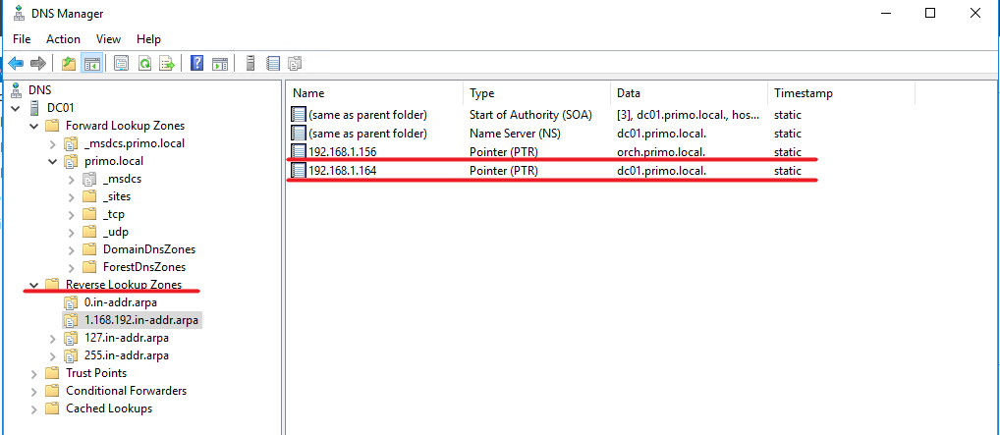 DNS Manager
File Action View Help
DNS
DC01
Forward Lookup Zones
_msdcs.primo.local
primo.local
_msdcs
_sites
_tcp
_udp
DomainDnsZones
ForestDnsZones
Reverse Lookup Zones
0.in-addr.arpa
1.168.192.in-addr.arpa
127.in-addr.arpa
255.in-addr.arpa
Trust Points
Conditional Forwarders
Cached Lookups
Name Type Data Timestamp
(same as parent folder) Start of Authority (SOA) [3], dc01.primo.local., hos... static
(same as parent folder) Name Server (NS) dc01.primo.local. static
192.168.1.156 Pointer (PTR) orch.primo.local. static
192.168.1.164 Pointer (PTR) dc01.primo.local. static